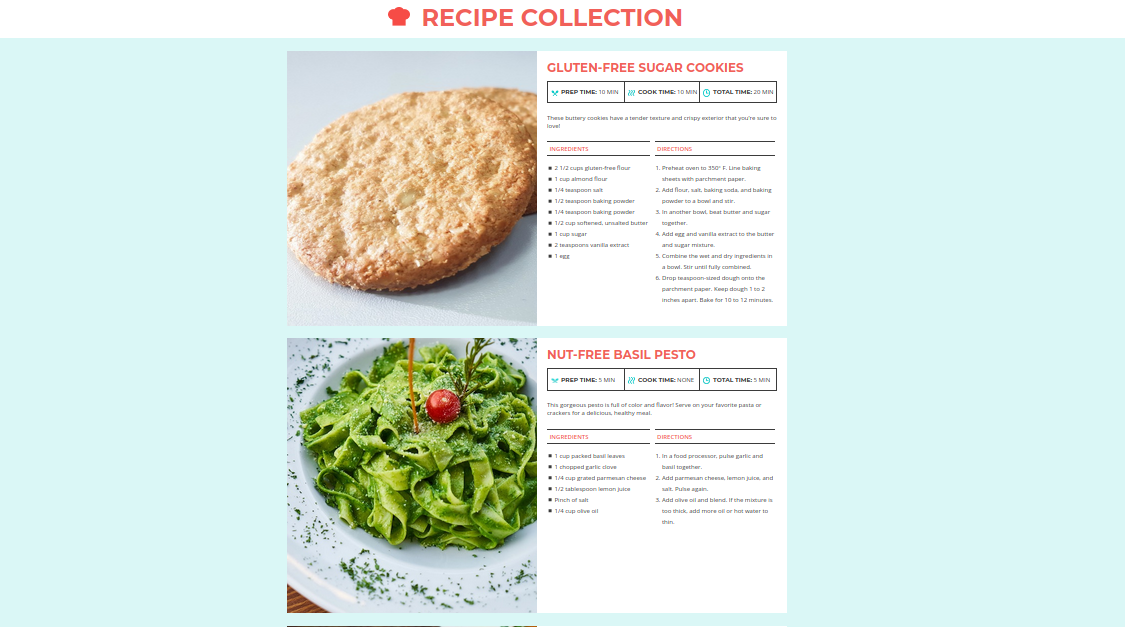 RECIPE COLLECTION
GLUTEN-FREE SUGAR COOKIES
PREP TIME: 10 MIN
COOK TIME: 10 MIN
TOTAL TIME: 20 MIN
These buttery cookies have a tender texture and crispy exterior that you're sure to
love!
INGREDIENTS
2 1/2 cups gluten-free flour
1 cup almond flour
1/4 teaspoon salt
1/2 teaspoon baking powder
1/4 teaspoon baking powder
1/2 cup softened, unsalted butter
1 cup sugar
2 teaspoons vanilla extract
1 egg
DIRECTIONS
1. Preheat oven to 350° F. Line baking
sheets with parchment paper.
2. Add flour, salt, baking soda, and baking
powder to a bowl and stir.
3. In another bowl, beat butter and sugar
together.
4. Add egg and vanilla extract to the butter
and sugar mixture.
5. Combine the wet and dry ingredients in
a bowl. Stir until fully combined.
6. Drop teaspoon-sized dough onto the
parchment paper. Keep dough 1 to 2
inches apart. Bake for 10 to 12 minutes.
NUT-FREE BASIL PESTO
PREP TIME: 5 MIN
COOK TIME: NONE
TOTAL TIME: 5 MIN
This gorgeous pesto is full of color and flavor! Serve on your favorite pasta or
crackers for a delicious, healthy meal.
INGREDIENTS
1 cup packed basil leaves
1 chopped garlic clove
1/4 cup grated parmesan cheese
1/2 tablespoon lemon juice
Pinch of salt
1/4 cup olive oil
DIRECTIONS
1. In a food processor, pulse garlic and
basil together.
2. Add parmesan cheese, lemon juice, and
salt. Pulse again.
3. Add olive oil and blend. If the mixture is
too thick, add more oil or hot water to
thin.